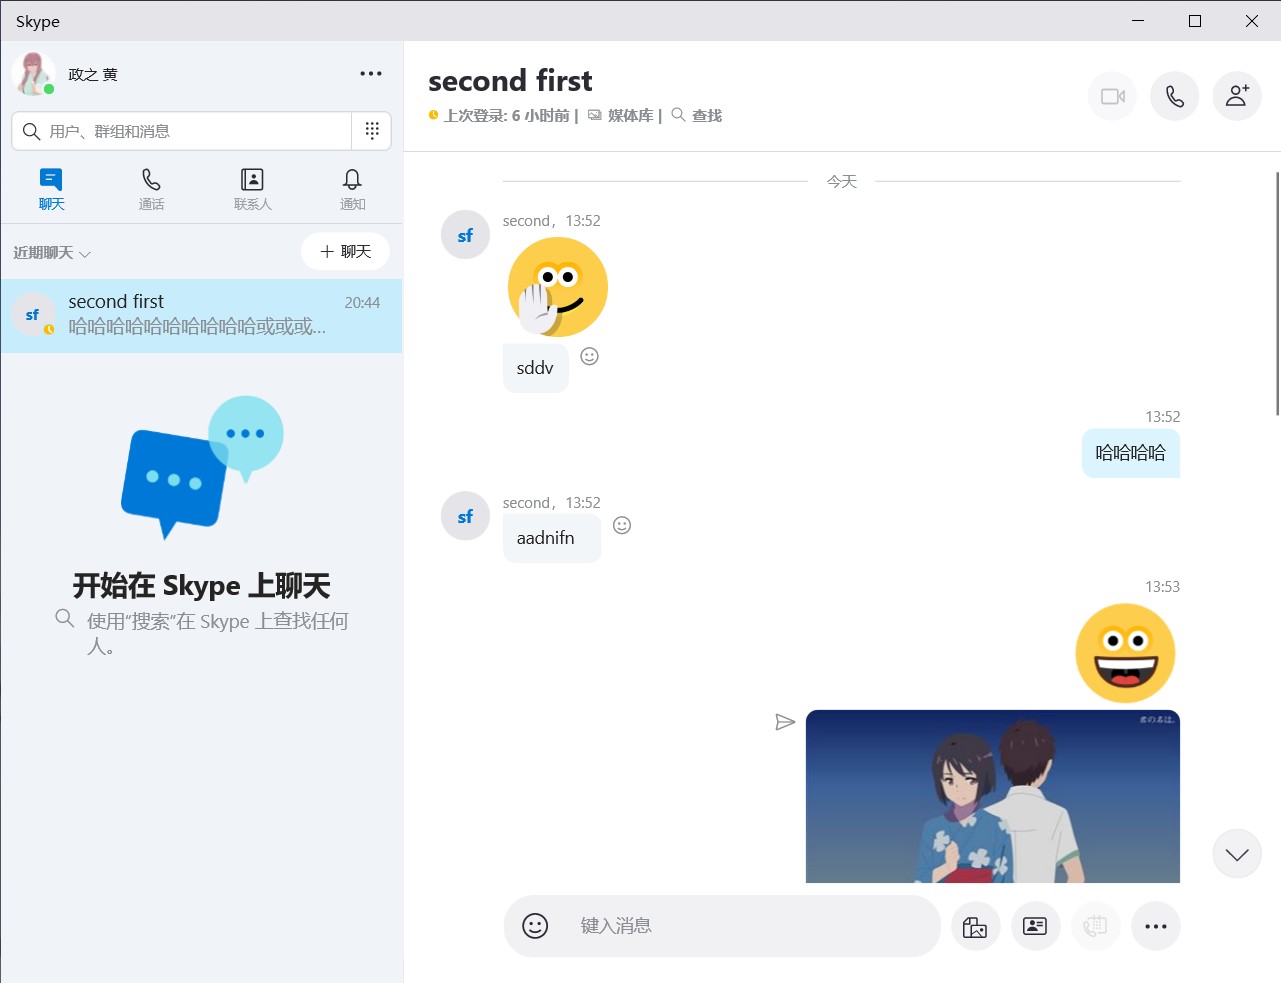 Skype
政之 黄
用户、群组和消息
聊天
通话
联系人
通知
近期聊天
聊天
sf
second first
20:44
哈哈哈哈哈哈哈哈哈哈或或或...
开始在 Skype 上聊天
使用“搜索”在 Skype 上查找任何
人。
second first
上次登录: 6 小时前 | 媒体库 | 查找
今天
second，13:52
sf
sddv
13:52
哈哈哈哈
second，13:52
sf
aadnifn
13:53
君の名は。
键入消息